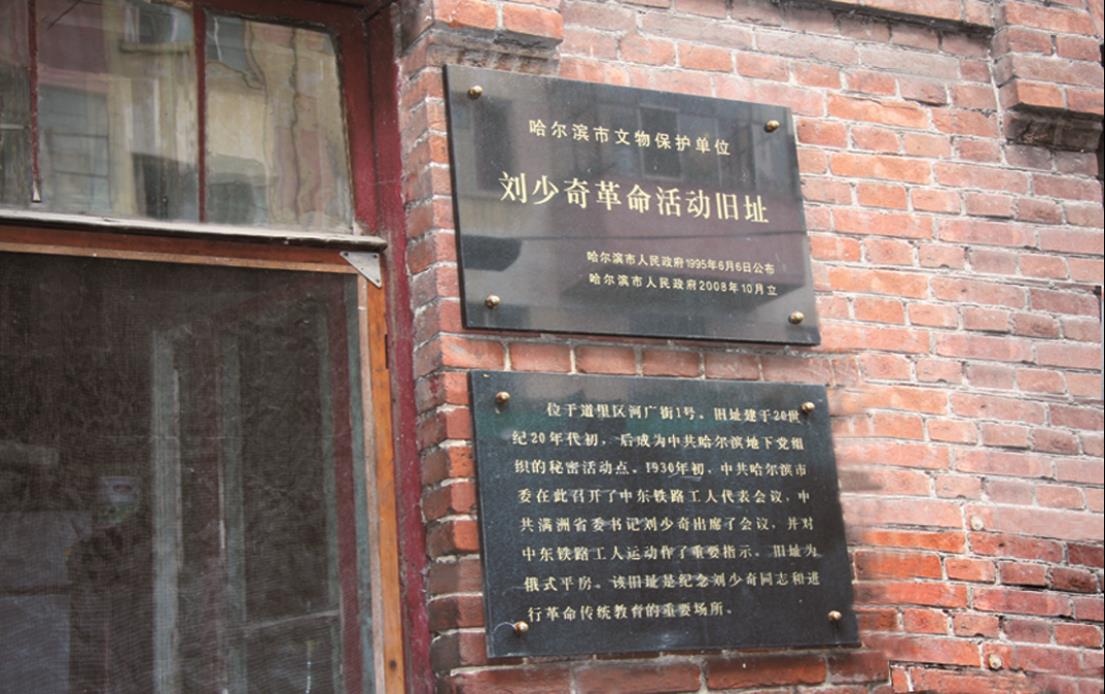 哈尔滨市文物保护单位
刘少奇革命活动旧址
哈尔滨市人民政府1995年6月6日公布
哈尔滨市人民政府2008年10月立
位于道里区河广街1号。旧址建于20世
纪20年代初，后成为中共哈尔滨地下党组
织的秘密活动点。1930年初，中共哈尔滨市
委在此召开了中东铁路工人代表会议，中
共满洲省委书记刘少奇出席了会议，并对
中东铁路工人运动作了重要指示。旧址为
俄式平房。该旧址是纪念刘少奇同志和进
行革命传统教育的重要场所。